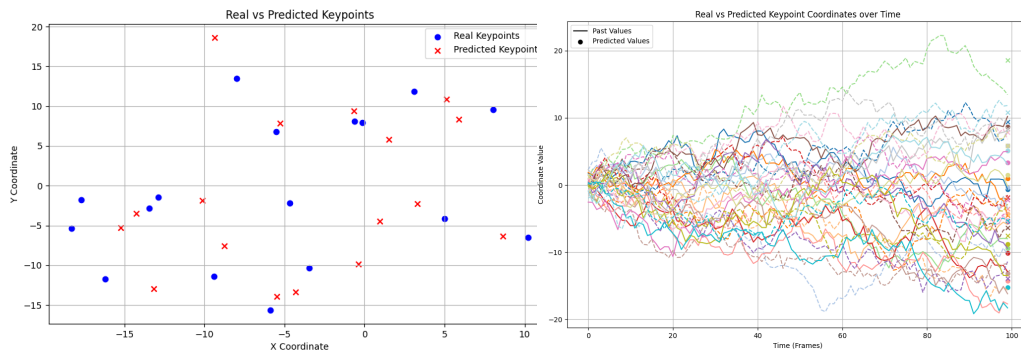 Real vs Predicted Keypoints
Real Keypoints
Predicted Keypoint
20
15
10
5
0
−5
−10
−15
Y Coordinate
−15
−10
−5
0
5
10
X Coordinate
Real vs Predicted Keypoint Coordinates over Time
Past Values
Predicted Values
20
10
0
−10
−20
Coordinate Value
0
20
40
60
80
100
Time (Frames)